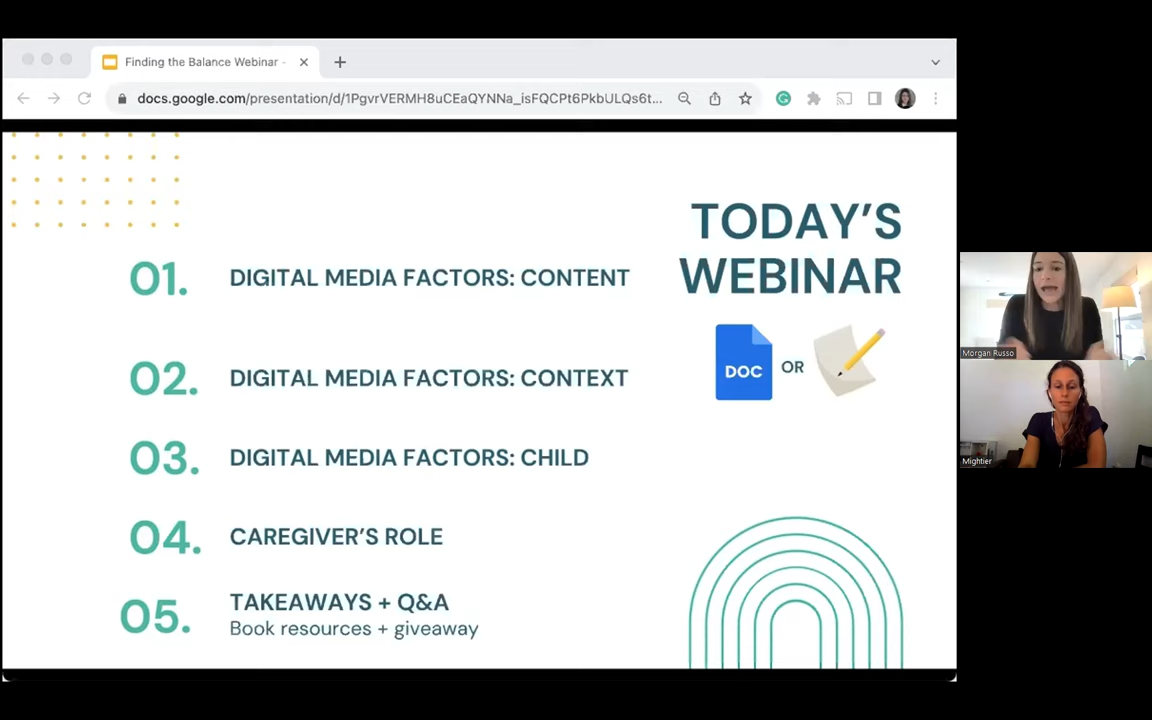 Finding the Balance Webinar -
docs.google.com/presentation/d/1PgvrVERMH8uCEaQYNNa_isFQCPt6PkbULQs6t...
TODAY'S
WEBINAR
01.
DIGITAL MEDIA FACTORS: CONTENT
DOC
OR
02.
DIGITAL MEDIA FACTORS: CONTEXT
03.
DIGITAL MEDIA FACTORS: CHILD
04.
CAREGIVER'S ROLE
05.
TAKEAWAYS + Q&A
Book resources + giveaway
Morgan Russo
Mightier